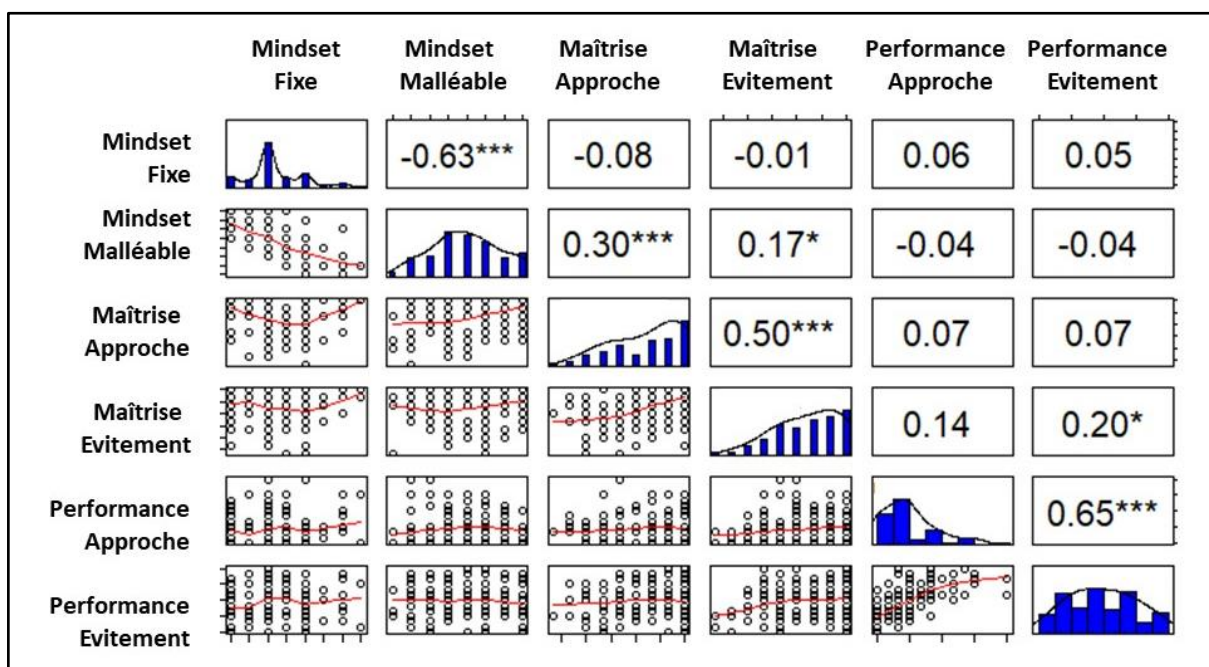 Mindset Fixe
Mindset Malléable
Maîtrise Approche
Maîtrise Evitement
Performance Approche
Performance Evitement
Mindset
Fixe
-0.63***
-0.08
-0.01
0.06
0.05
Mindset
Malléable
0.30***
0.17*
-0.04
-0.04
Maîtrise
Approche
0.50***
0.07
0.07
Maîtrise
Evitement
0.14
0.20*
Performance
Approche
0.65***
Performance
Evitement